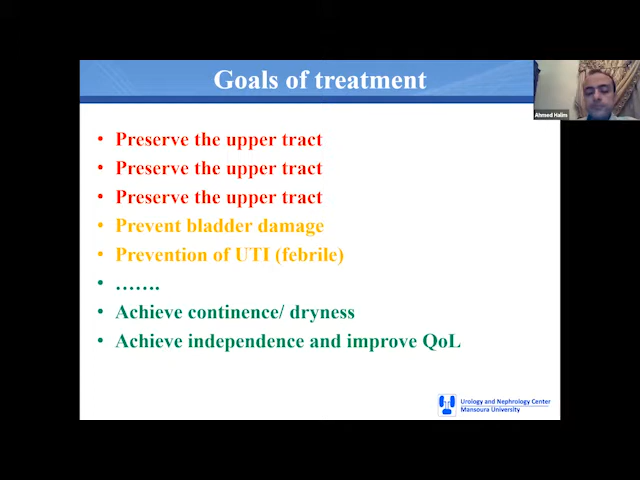 Goals of treatment
Ahmed Halim
• Preserve the upper tract
• Preserve the upper tract
• Preserve the upper tract
• Prevent bladder damage
• Prevention of UTI (febrile)
• …….
• Achieve continence/ dryness
• Achieve independence and improve QoL
Urology and Nephrology Center
Mansoura University